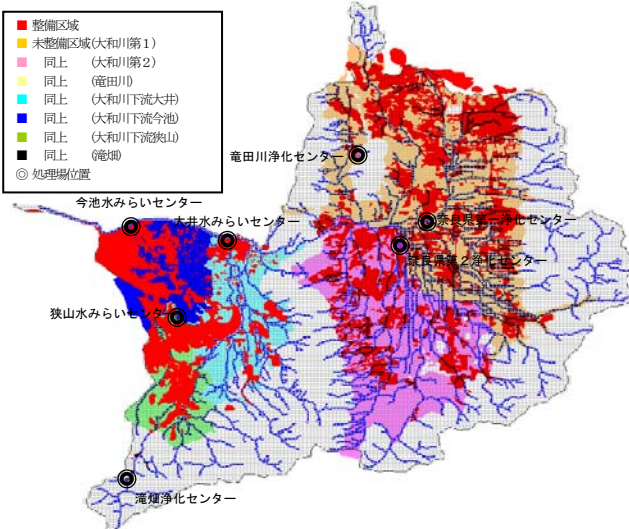 整備区域
未整備区域(大和川第1)
同上 (大和川第2)
同上 (竜田川)
同上 (大和川下流大井)
同上 (大和川下流今池)
同上 (大和川下流狭山)
同上 (滝畑)
処理場位置
竜田川浄化センター
今池水みらいセンター
大井水みらいセンター
奈良県第一浄化センター
奈良県第2浄化センター
狭山水みらいセンター
滝畑浄化センター